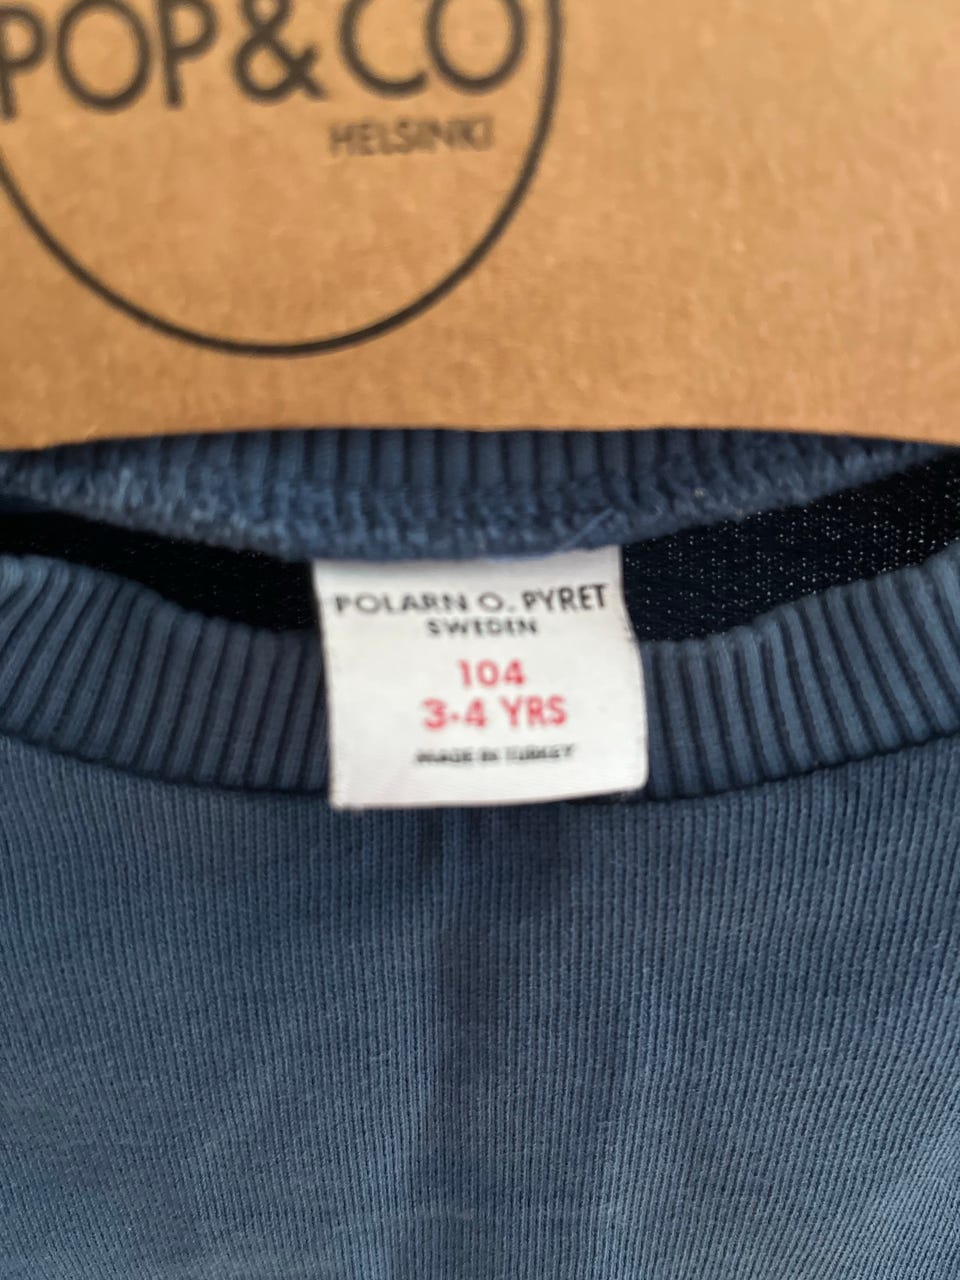 POP&CO
HELSINKI
POLARN O. PYRET
SWEDEN
104
3-4 YRS
MADE IN TURKEY